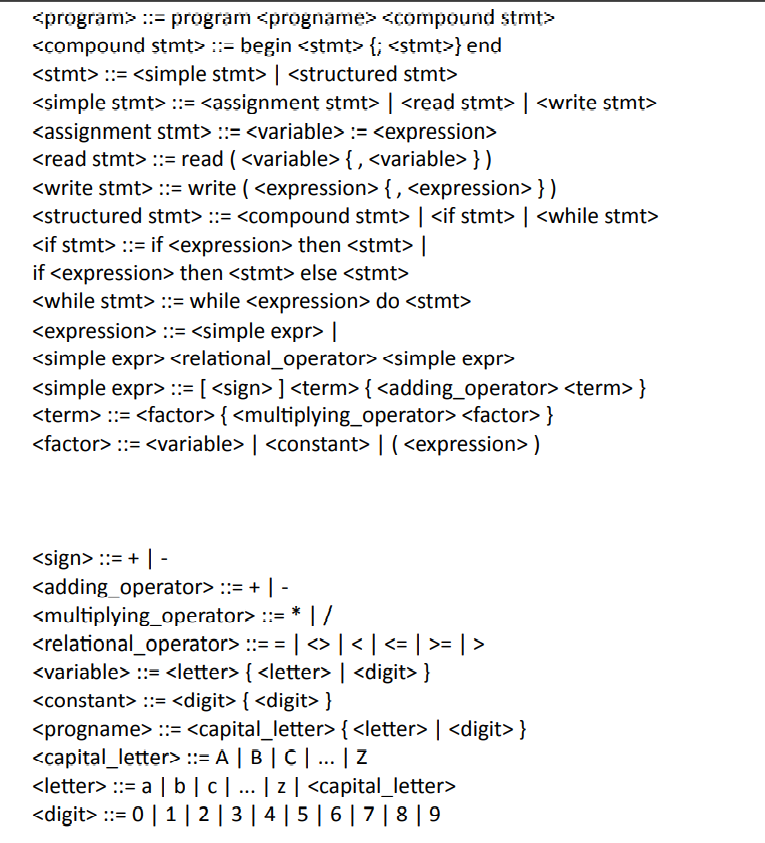 <program> ::= program <progname> <compound stmt>
<compound stmt> ::= begin <stmt> {; <stmt>} end
<stmt> ::= <simple stmt> | <structured stmt>
<simple stmt> ::= <assignment stmt> | <read stmt> | <write stmt>
<assignment stmt> ::= <variable> := <expression>
<read stmt> ::= read ( <variable> { , <variable> } )
<write stmt> ::= write ( <expression> { , <expression> } )
<structured stmt> ::= <compound stmt> | <if stmt> | <while stmt>
<if stmt> ::= if <expression> then <stmt> |
if <expression> then <stmt> else <stmt>
<while stmt> ::= while <expression> do <stmt>
<expression> ::= <simple expr> |
<simple expr> <relational_operator> <simple expr>
<simple expr> ::= [ <sign> ] <term> { <adding_operator> <term> }
<term> ::= <factor> { <multiplying_operator> <factor> }
<factor> ::= <variable> | <constant> | ( <expression> )
<sign> ::= + | -
<adding_operator> ::= + | -
<multiplying_operator> ::= * | /
<relational_operator> ::= = | <> | < | <= | >= | >
<variable> ::= <letter> { <letter> | <digit> }
<constant> ::= <digit> { <digit> }
<progname> ::= <capital_letter> { <letter> | <digit> }
<capital_letter> ::= A | B | C | ... | Z
<letter> ::= a | b | c | ... | z | <capital_letter>
<digit> ::= 0 | 1 | 2 | 3 | 4 | 5 | 6 | 7 | 8 | 9